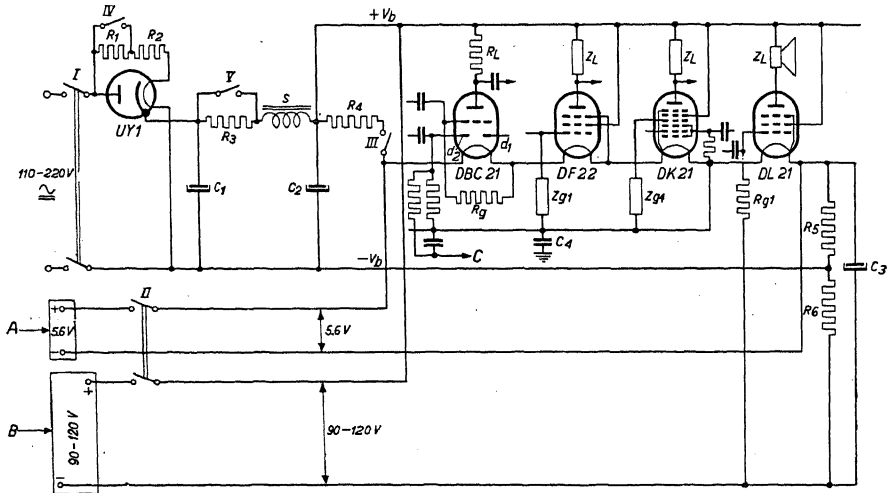 IV
R1 R2
+Vb
I
UY1
V
S
R3
R4
III
RL
ZL
ZL
ZL
d2
d1
DBC 21
DF 22
DK 21
DL 21
110-220V
C1
C2
Rg
Zg1
Zg4
Rg1
R5
C4
C
C3
-Vb
R6
II
A
+
5.6V
-
5.6V
B
+
90-120V
-
90-120V